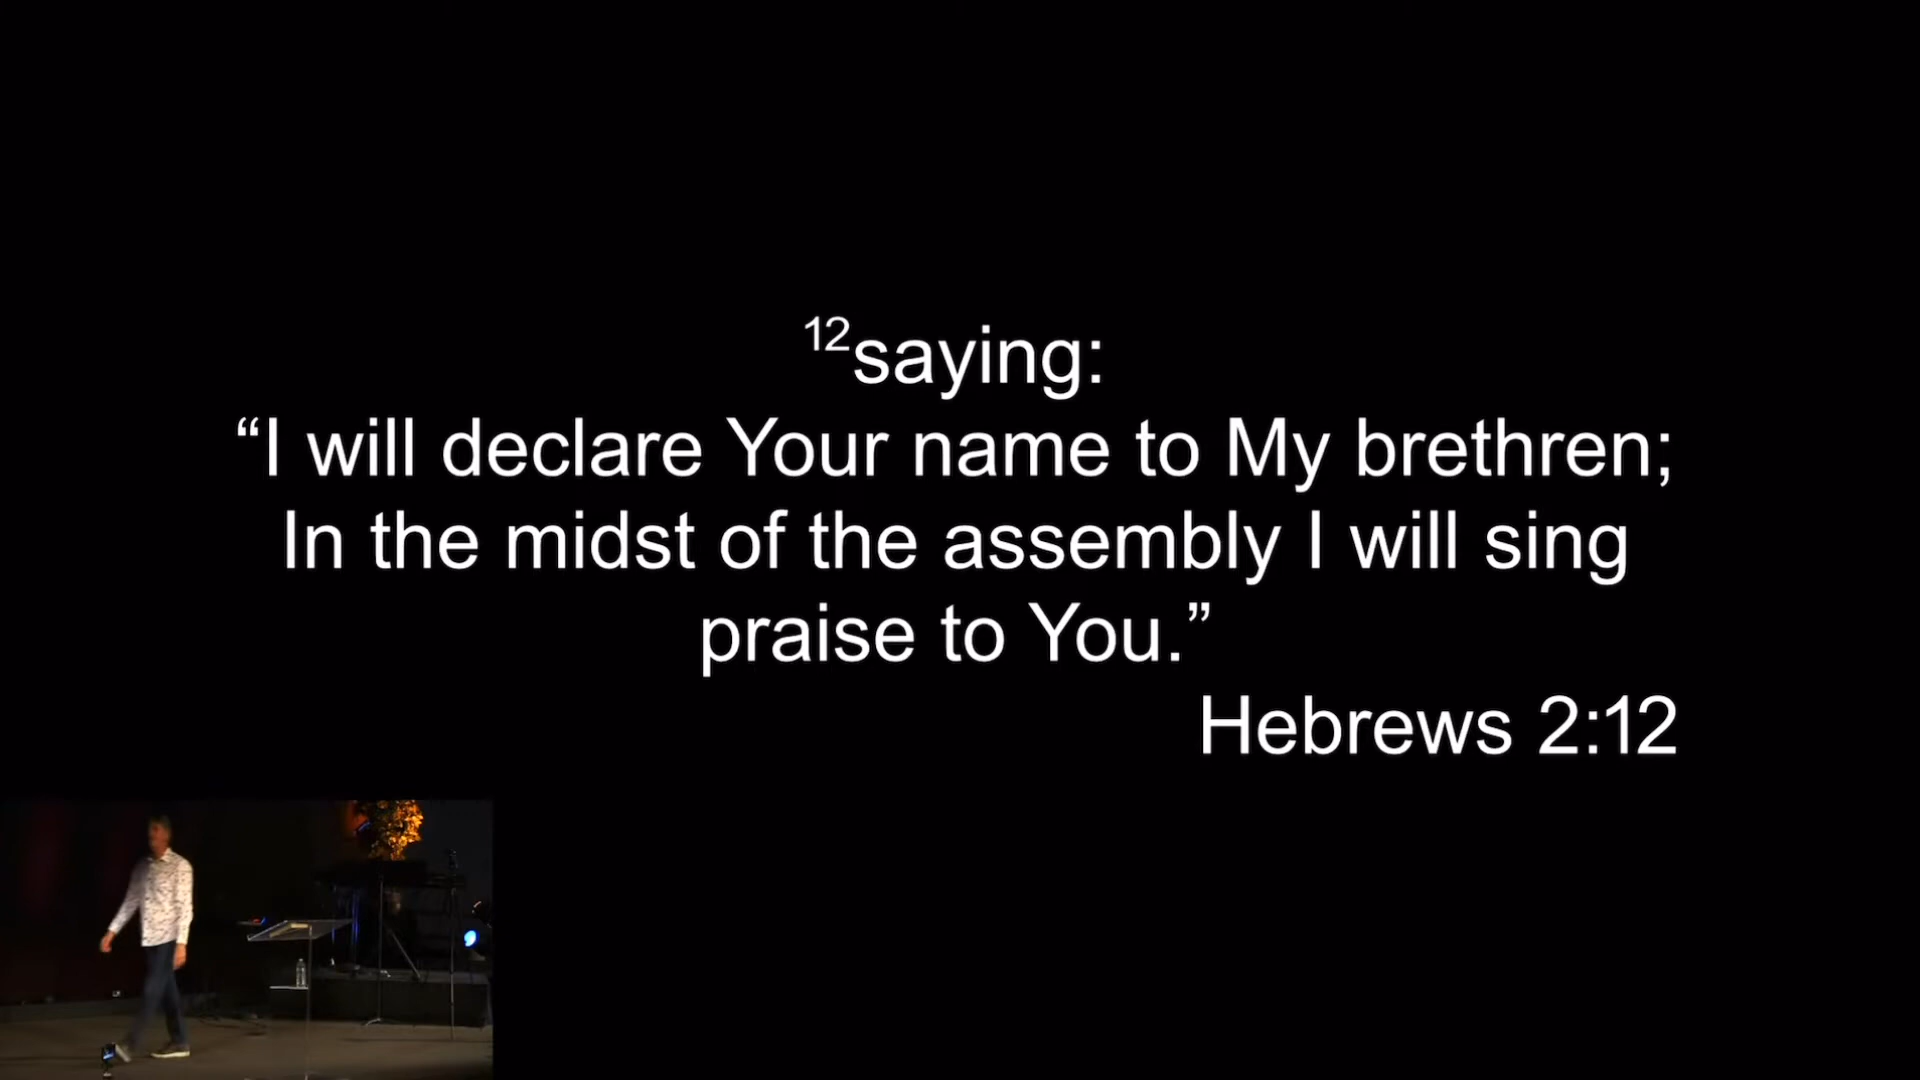 12saying:
“I will declare Your name to My brethren;
In the midst of the assembly I will sing
praise to You.”
Hebrews 2:12